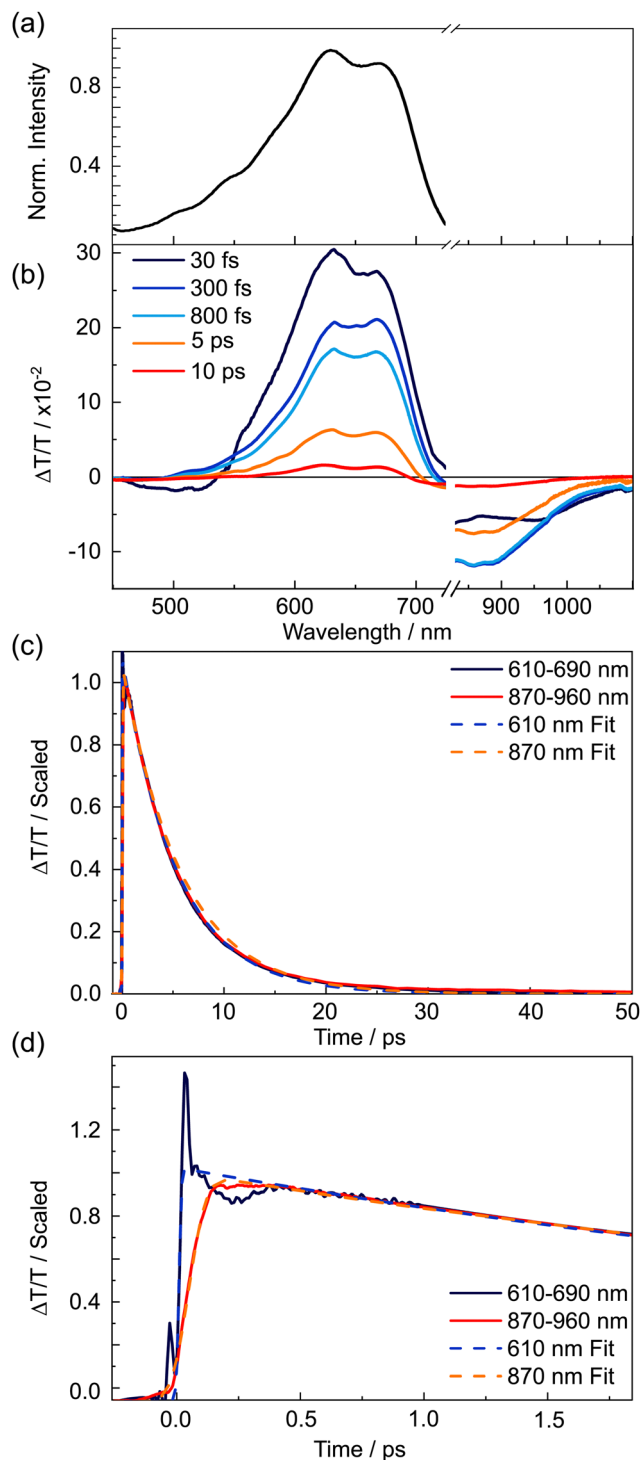 (a)
Norm. Intensity
0.8
0.4
(b)
30 fs
300 fs
800 fs
5 ps
10 ps
ΔT/T / x10⁻²
30
20
10
0
-10
500 600 700 900 1000
Wavelength / nm
(c)
610-690 nm
870-960 nm
610 nm Fit
870 nm Fit
ΔT/T / Scaled
1.0
0.8
0.6
0.4
0.2
0.0
0 10 20 30 40 50
Time / ps
(d)
ΔT/T / Scaled
1.2
0.8
0.4
0.0
610-690 nm
870-960 nm
610 nm Fit
870 nm Fit
0.0 0.5 1.0 1.5
Time / ps